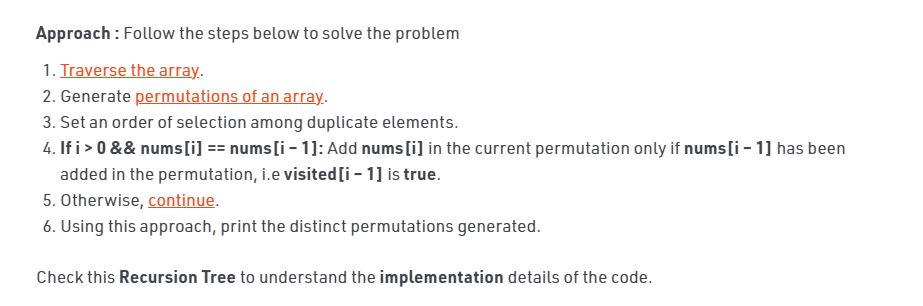 Approach : Follow the steps below to solve the problem
1. Traverse the array.
2. Generate permutations of an array.
3. Set an order of selection among duplicate elements.
4. If i > 0 && nums[i] == nums[i – 1]: Add nums[i] in the current permutation only if nums[i – 1] has been
added in the permutation, i.e visited[i – 1] is true.
5. Otherwise, continue.
6. Using this approach, print the distinct permutations generated.
Check this Recursion Tree to understand the implementation details of the code.